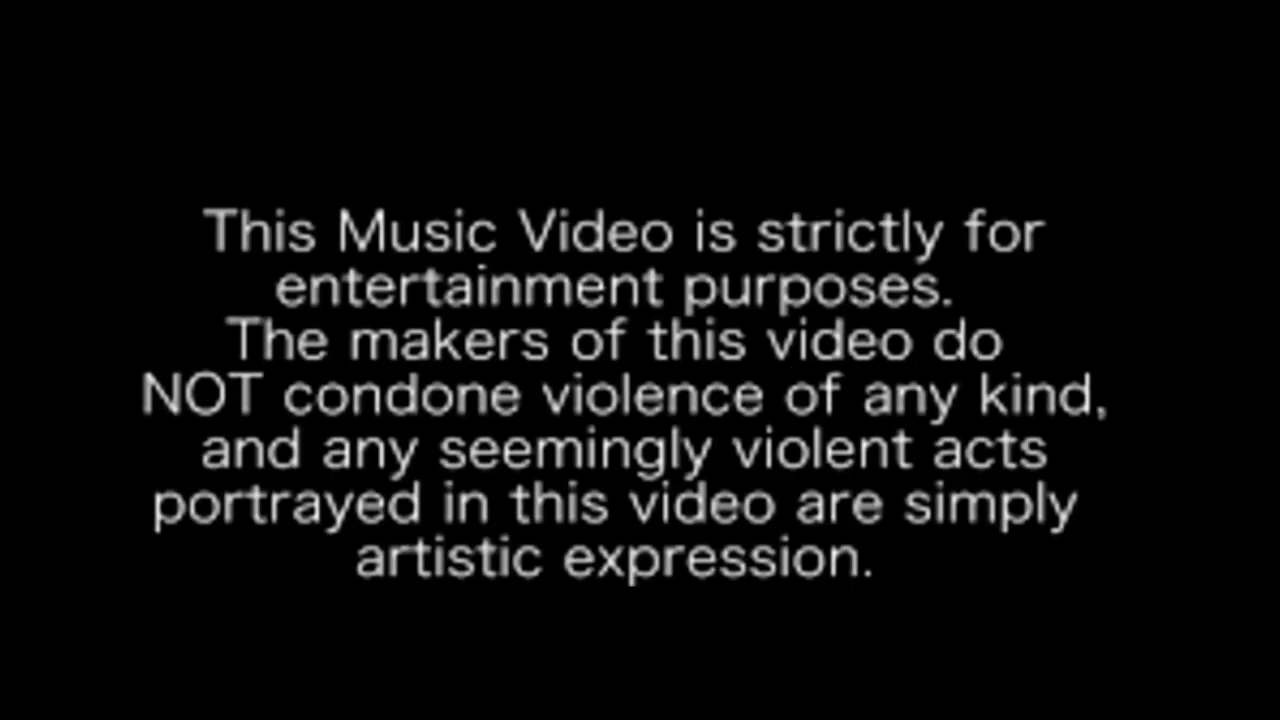 This Music Video is strictly for
entertainment purposes.
The makers of this video do
NOT condone violence of any kind,
and any seemingly violent acts
portrayed in this video are simply
artistic expression.